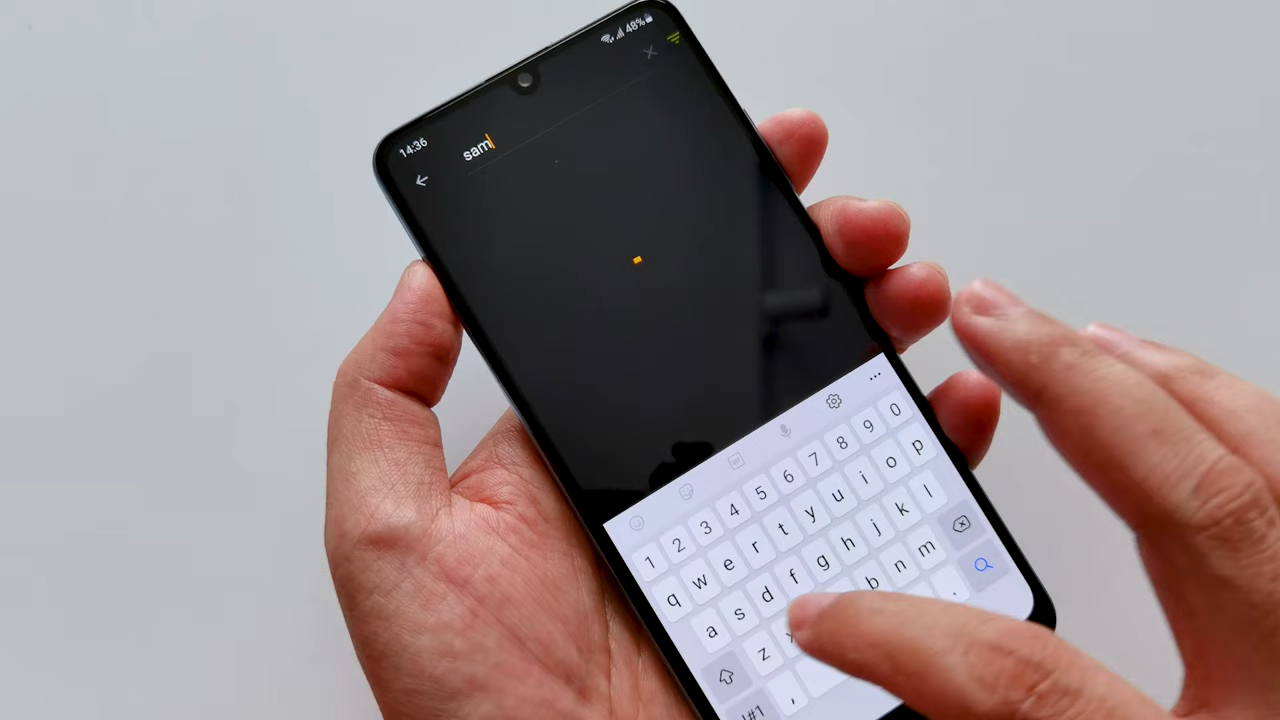 14:36
48%
sam
1 2 3 4 5 6 7 8 9 0
q w e r t y u i o p
a s d f g h j k l
z x b n m
!#1 , .